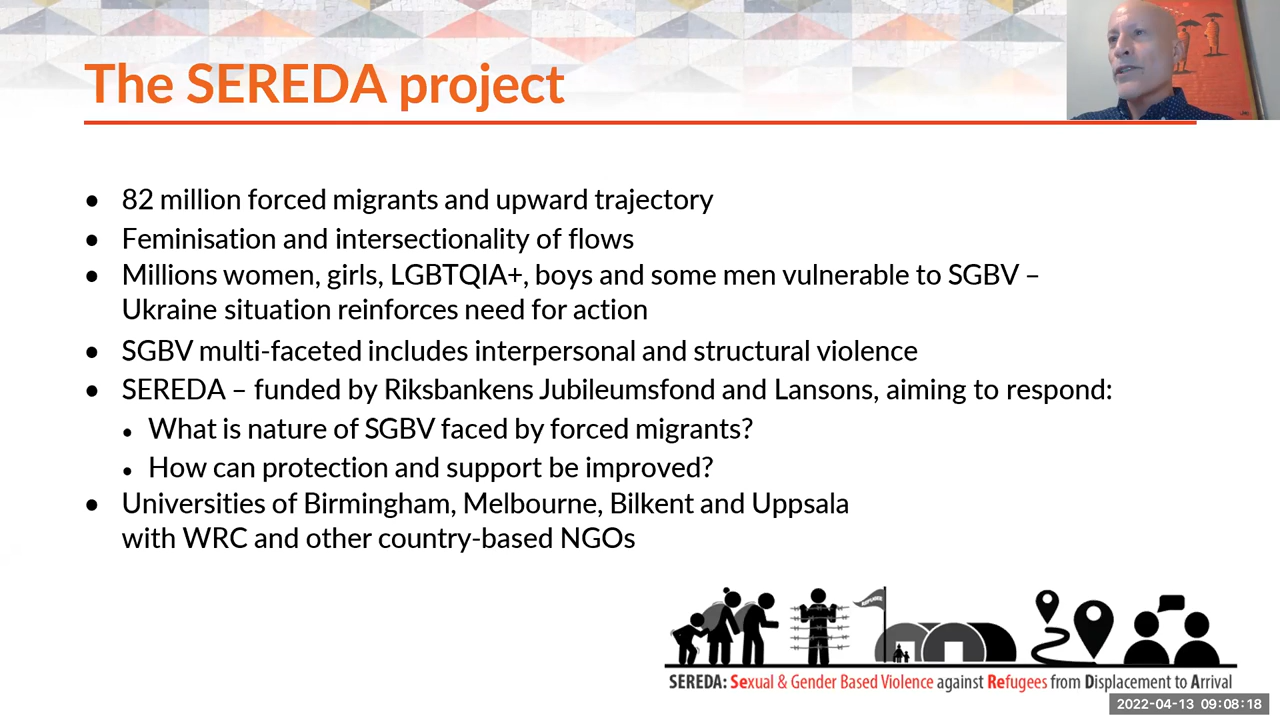 The SEREDA project
• 82 million forced migrants and upward trajectory
• Feminisation and intersectionality of flows
• Millions women, girls, LGBTQIA+, boys and some men vulnerable to SGBV –
Ukraine situation reinforces need for action
• SGBV multi-faceted includes interpersonal and structural violence
• SEREDA – funded by Riksbankens Jubileumsfond and Lansons, aiming to respond:
• What is nature of SGBV faced by forced migrants?
• How can protection and support be improved?
• Universities of Birmingham, Melbourne, Bilkent and Uppsala
with WRC and other country-based NGOs
SEREDA: Sexual & Gender Based Violence against Refugees from Displacement to Arrival
2022-04-13 09:08:18